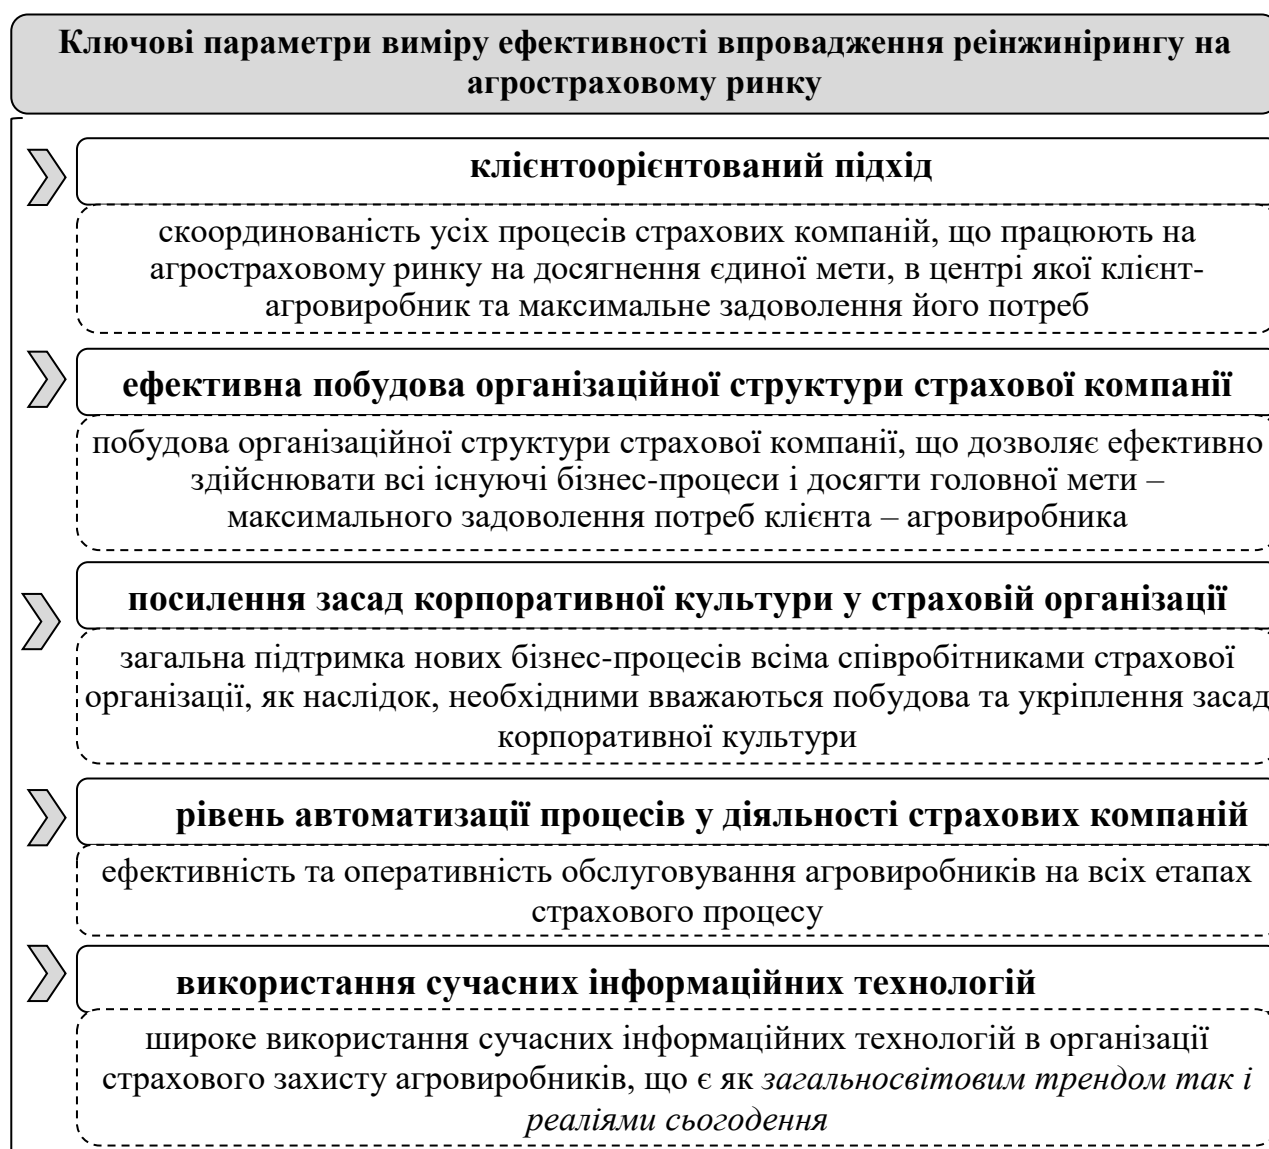 Ключові параметри виміру ефективності впровадження реінжинірингу на
агростраховому ринку
клієнтоорієнтований підхід
скоординованість усіх процесів страхових компаній, що працюють на
агростраховому ринку на досягнення єдиної мети, в центрі якої клієнт-
агровиробник та максимальне задоволення його потреб
ефективна побудова організаційної структури страхової компанії
побудова організаційної структури страхової компанії, що дозволяє ефективно
здійснювати всі існуючі бізнес-процеси і досягти головної мети –
максимального задоволення потреб клієнта – агровиробника
посилення засад корпоративної культури у страховій організації
загальна підтримка нових бізнес-процесів всіма співробітниками страхової
організації, як наслідок, необхідними вважаються побудова та укріплення засад
корпоративної культури
рівень автоматизації процесів у діяльності страхових компаній
ефективність та оперативність обслуговування агровиробників на всіх етапах
страхового процесу
використання сучасних інформаційних технологій
широке використання сучасних інформаційних технологій в організації
страхового захисту агровиробників, що є як загальносвітовим трендом так і
реаліями сьогодення